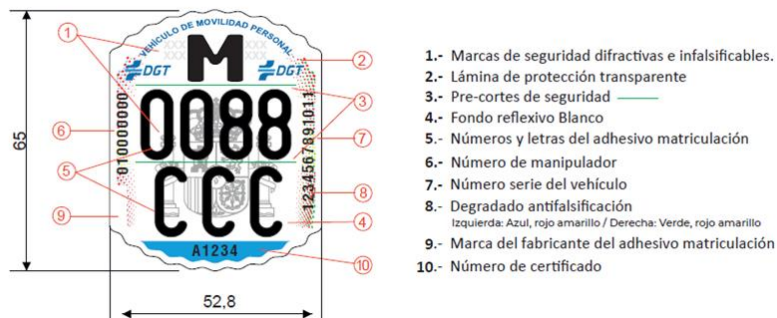 VEHÍCULO DE MOVILIDAD PERSONAL
M
DGT DGT
0088
CCC
010000000
1234567891011
A1234
65
52,8
1
2
3
6
7
5
8
9
4
10
1.- Marcas de seguridad difractivas e infalsificables.
2.- Lámina de protección transparente
3.- Pre-cortes de seguridad
4.- Fondo reflexivo Blanco
5.- Números y letras del adhesivo matriculación
6.- Número de manipulador
7.- Número serie del vehículo
8.- Degradado antifalsificación
Izquierda: Azul, rojo amarillo / Derecha: Verde, rojo amarillo
9.- Marca del fabricante del adhesivo matriculación
10.- Número de certificado